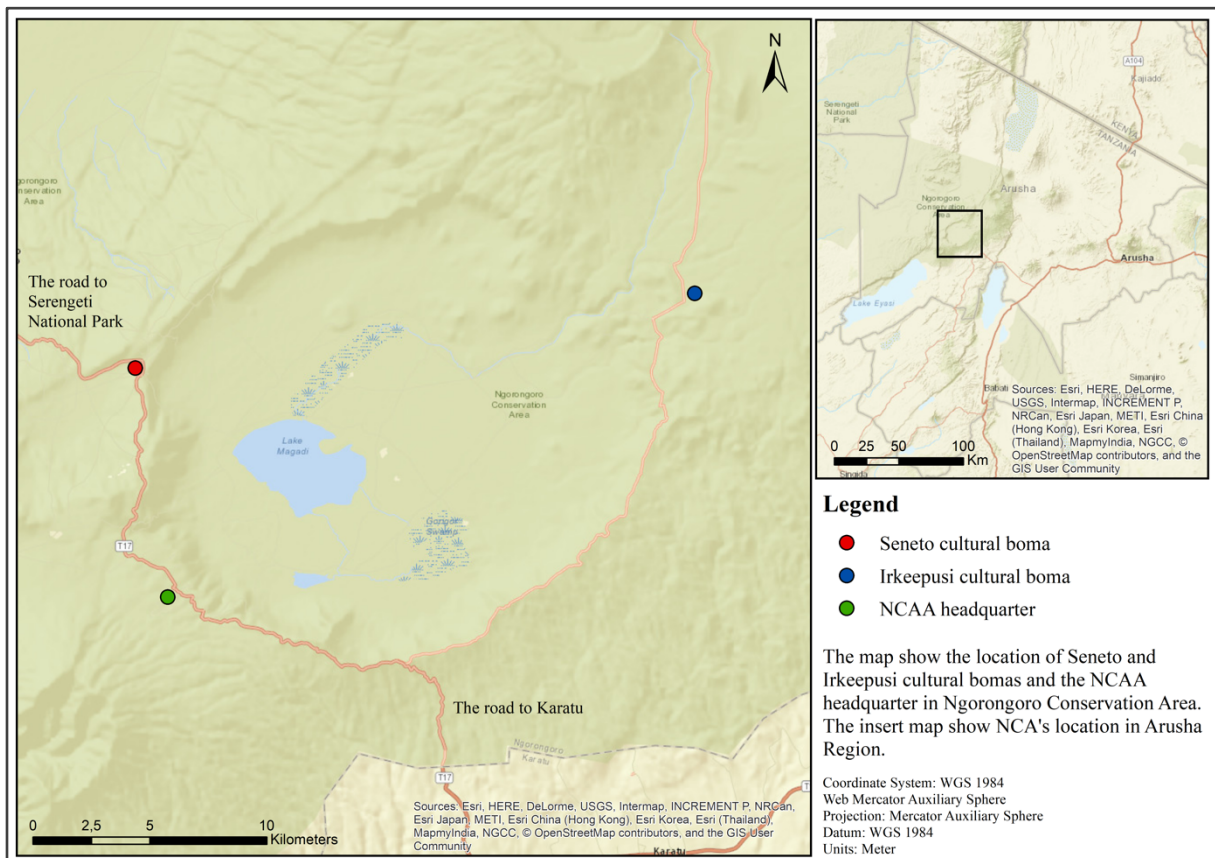 N
Ngorongoro
Conservation
Area
The road to
Serengeti
National Park
Ngorongoro
Conservation
Area
Lake
Magadi
T17
The road to Karatu
Ngorongoro
Karatu
T17
Karatu
0 2,5 5 10
Kilometers
Sources: Esri, HERE, DeLorme, USGS, Intermap, INCREMENT P, NRCan,
Esri Japan, METI, Esri China (Hong Kong), Esri Korea, Esri (Thailand),
MapmyIndia, NGCC, © OpenStreetMap contributors, and the GIS User
Community
A104
Kajiado
Serengeti
National
Park
KENYA
TANZANIA
Arusha
Ngorogoro
Conservation
Area
Arusha
Lake Eyasi
Babati
Simanjiro
Singida
0 25 50 100
Km
Sources: Esri, HERE, DeLorme,
USGS, Intermap, INCREMENT P,
NRCan, Esri Japan, METI, Esri China
(Hong Kong), Esri Korea, Esri
(Thailand), MapmyIndia, NGCC, ©
OpenStreetMap contributors, and the
GIS User Community
Legend
Seneto cultural boma
Irkeepusi cultural boma
NCAA headquarter
The map show the location of Seneto and
Irkeepusi cultural bomas and the NCAA
headquarter in Ngorongoro Conservation Area.
The insert map show NCA's location in Arusha
Region.
Coordinate System: WGS 1984
Web Mercator Auxiliary Sphere
Projection: Mercator Auxiliary Sphere
Datum: WGS 1984
Units: Meter